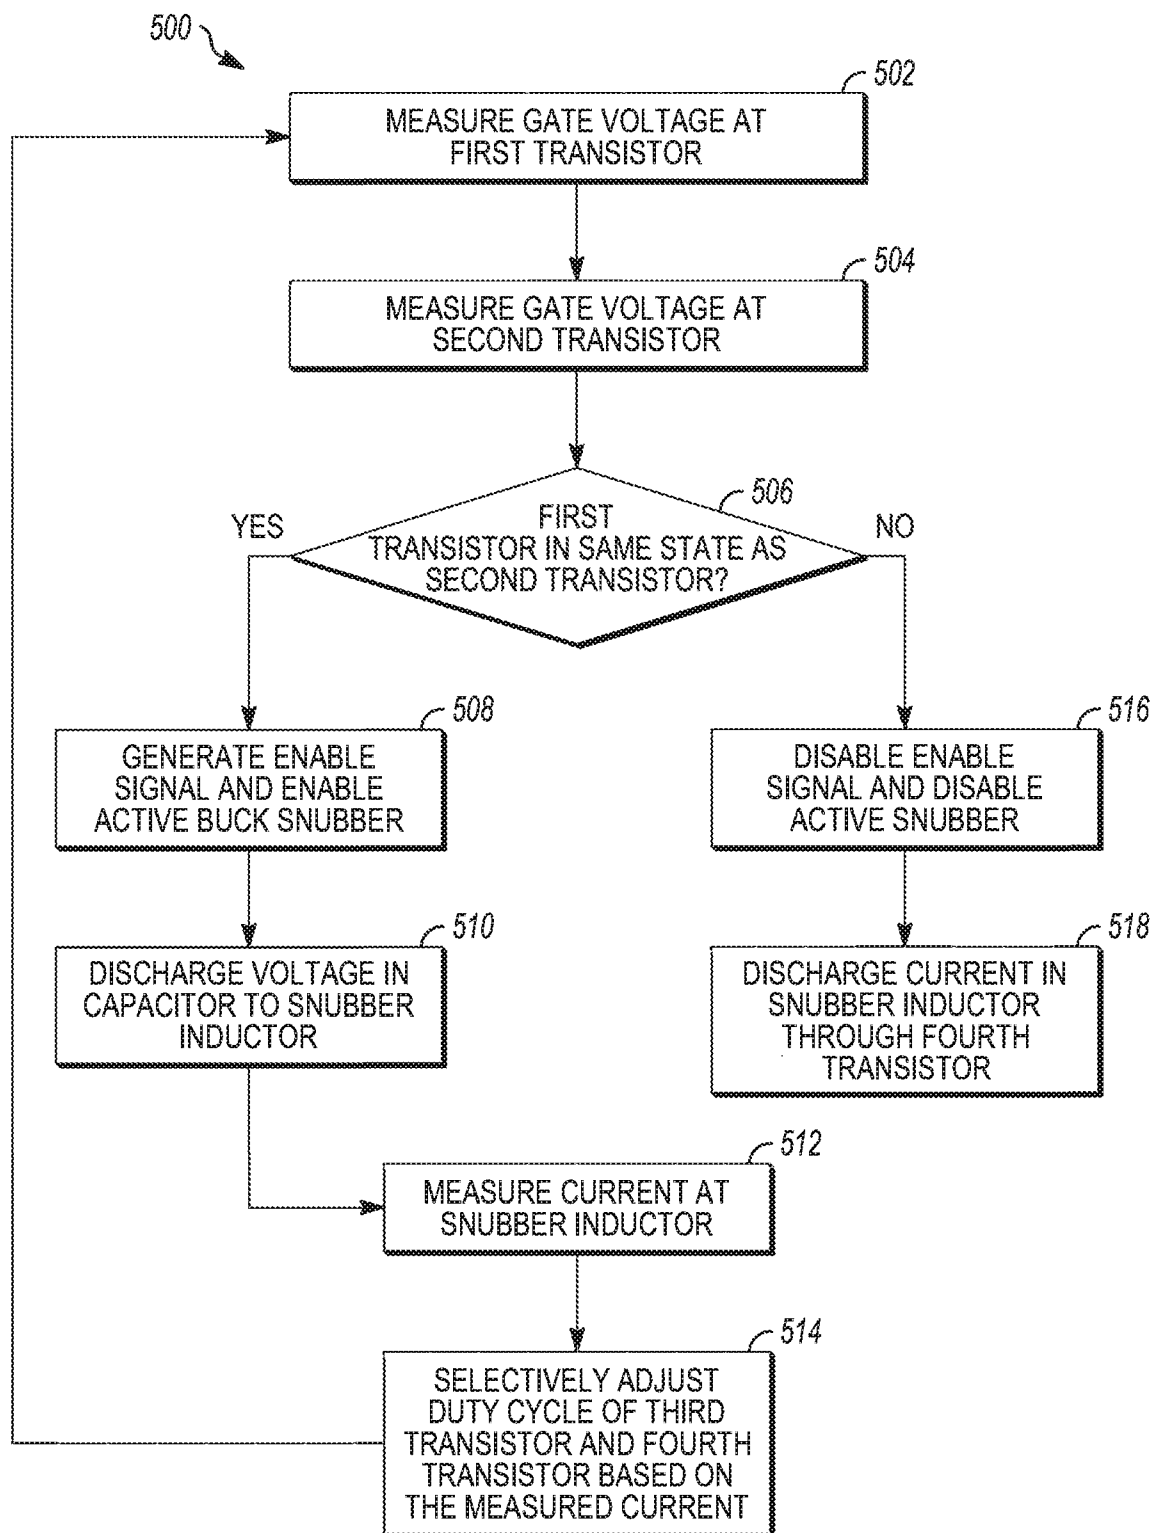 500
502
MEASURE GATE VOLTAGE AT
FIRST TRANSISTOR
504
MEASURE GATE VOLTAGE AT
SECOND TRANSISTOR
506
YES
NO
FIRST
TRANSISTOR IN SAME STATE AS
SECOND TRANSISTOR?
508
GENERATE ENABLE
SIGNAL AND ENABLE
ACTIVE BUCK SNUBBER
516
DISABLE ENABLE
SIGNAL AND DISABLE
ACTIVE SNUBBER
510
DISCHARGE VOLTAGE IN
CAPACITOR TO SNUBBER
INDUCTOR
518
DISCHARGE CURRENT IN
SNUBBER INDUCTOR
THROUGH FOURTH
TRANSISTOR
512
MEASURE CURRENT AT
SNUBBER INDUCTOR
514
SELECTIVELY ADJUST
DUTY CYCLE OF THIRD
TRANSISTOR AND FOURTH
TRANSISTOR BASED ON
THE MEASURED CURRENT